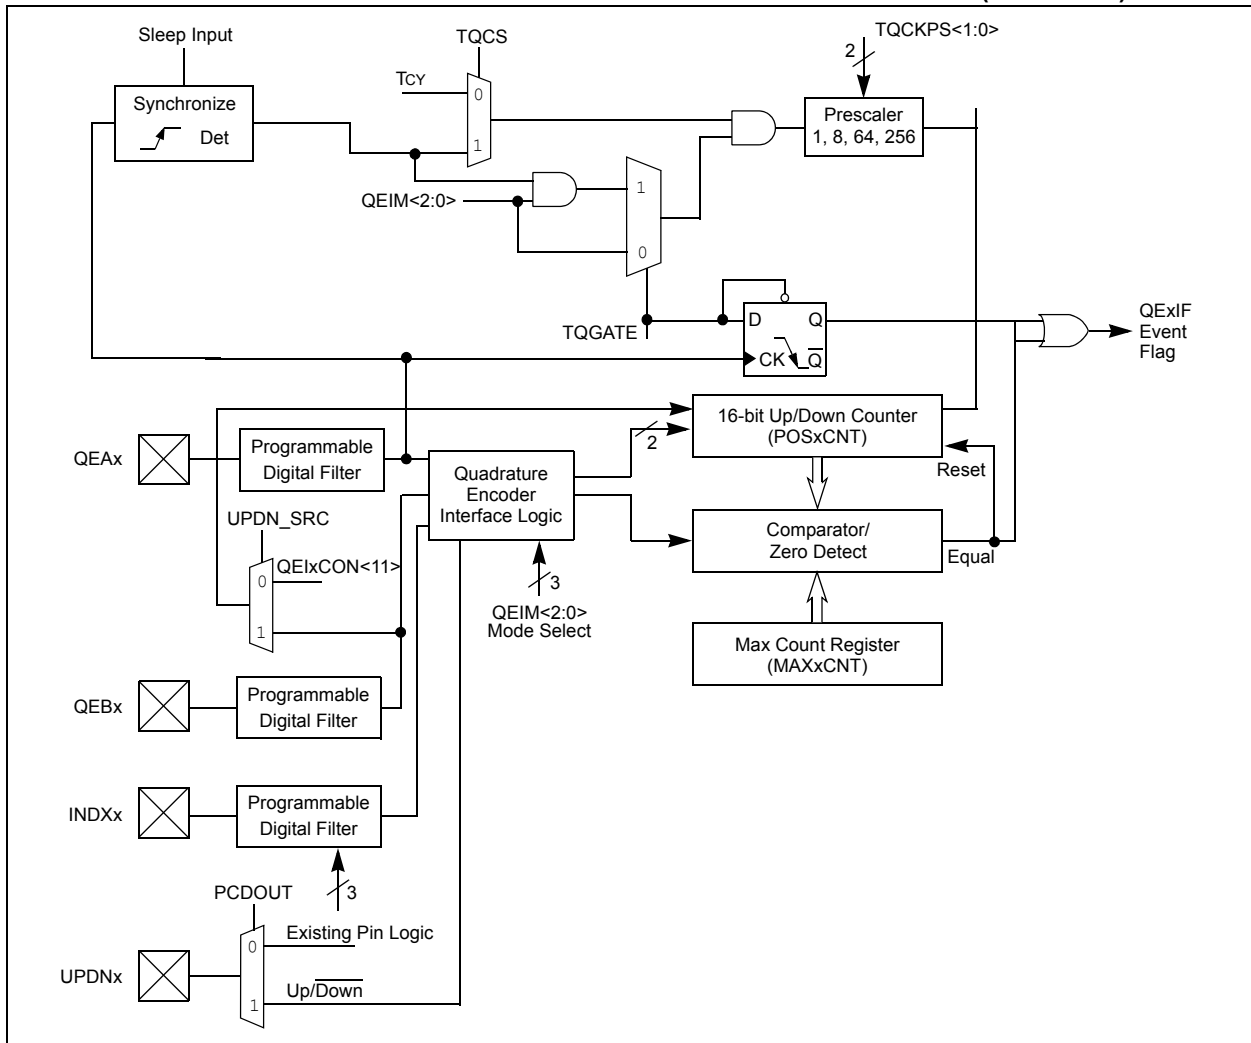 Sleep Input
TQCS
TQCKPS<1:0>
2
TCY
0
1
Synchronize
Det
Prescaler
1, 8, 64, 256
QEIM<2:0>
1
0
TQGATE
D Q
CK Q
QExIF
Event
Flag
16-bit Up/Down Counter
(POSxCNT)
2
Reset
QEAx
Programmable
Digital Filter
Quadrature
Encoder
Interface Logic
Comparator/
Zero Detect
Equal
UPDN_SRC
QEIxCON<11>
0
1
3
QEIM<2:0>
Mode Select
Max Count Register
(MAXxCNT)
QEBx
Programmable
Digital Filter
INDXx
Programmable
Digital Filter
3
PCDOUT
0
Existing Pin Logic
UPDNx
Up/Down
1